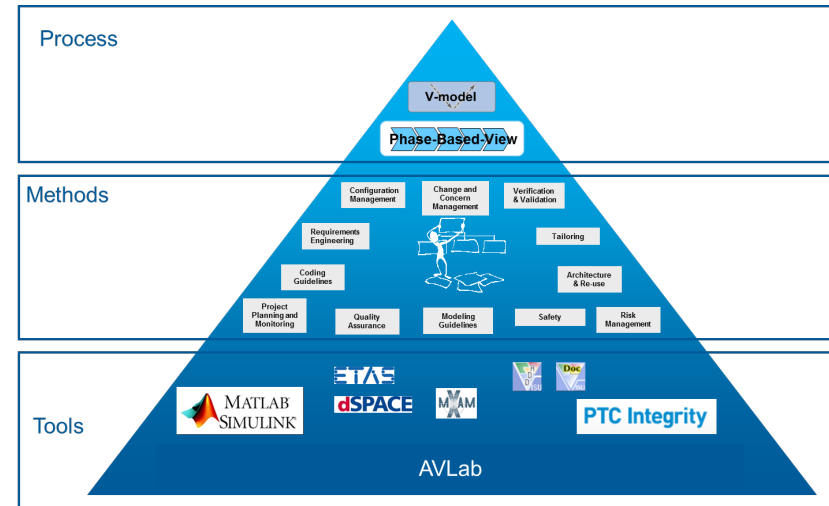 Process
V-model
Phase-Based-View
Methods
Configuration
Management
Change and
Concern
Management
Verification
& Validation
Requirements
Engineering
Tailoring
Coding
Guidelines
Architecture
& Re-use
Project
Planning and
Monitoring
Quality
Assurance
Modeling
Guidelines
Safety
Risk
Management
Tools
ETAS
Doc
MATLAB
SIMULINK
dSPACE
MXAM
PTC Integrity
AVLab